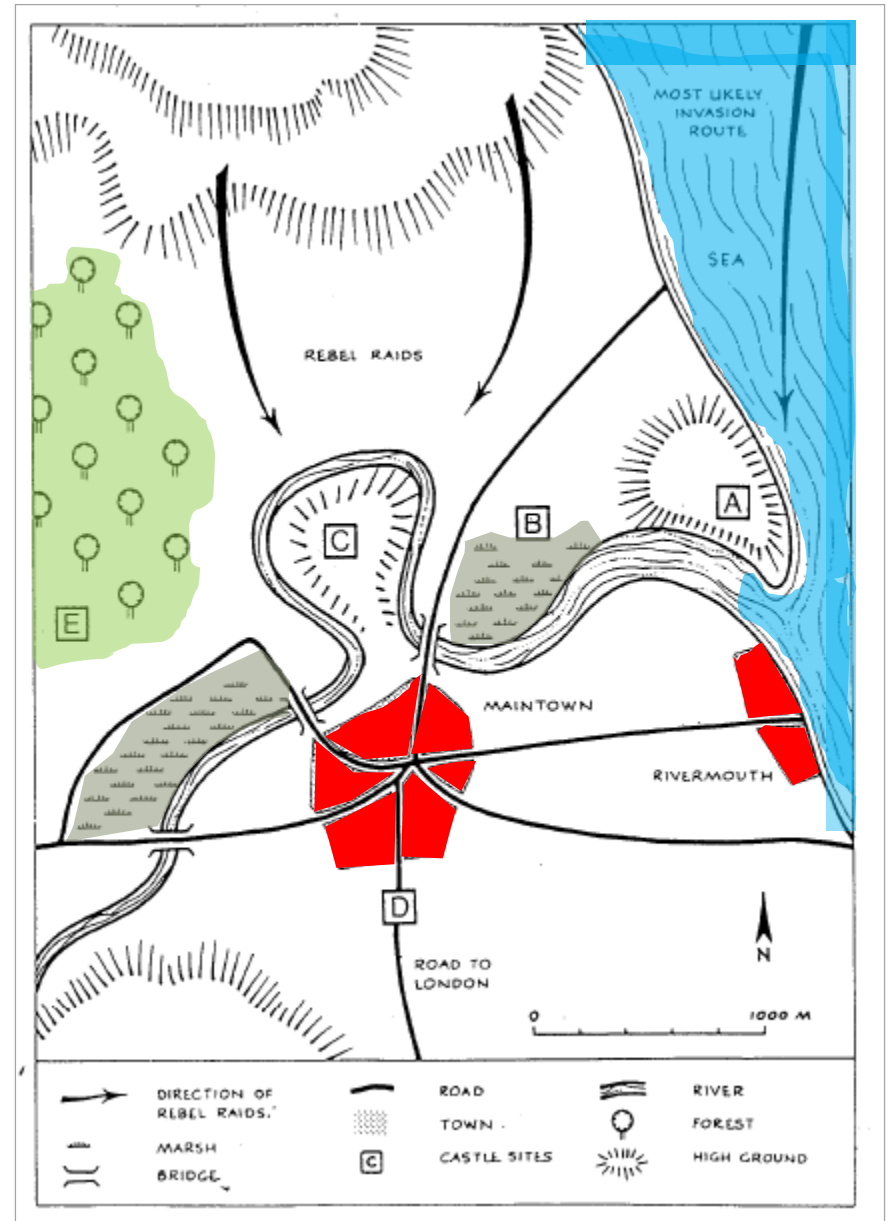 MOST LIKELY
INVASION
ROUTE
SEA
REBEL RAIDS
A
B
C
E
MAINTOWN
RIVERMOUTH
D
N
ROAD TO
LONDON
0 1000 M
DIRECTION OF
REBEL RAIDS.
MARSH
BRIDGE
ROAD
TOWN
C CASTLE SITES
RIVER
FOREST
HIGH GROUND